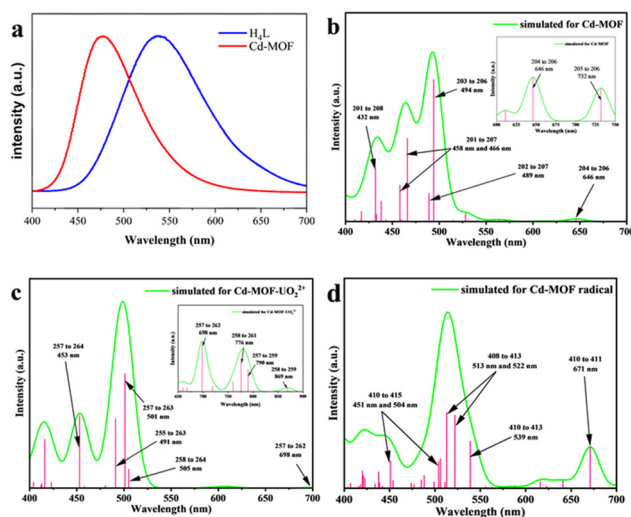 a
H₄L
Cd-MOF
intensity (a.u.)
400 450 500 550 600 650 700
Wavelength (nm)
b
simulated for Cd-MOF
203 to 206
494 nm
201 to 208
432 nm
201 to 207
458 nm and 466 nm
202 to 207
489 nm
204 to 206
646 nm
simulated for Cd-MOF
204 to 206
646 nm
205 to 206
732 nm
intensity (a.u.)
400 450 500 550 600 650 700
Wavelength (nm)
c
simulated for Cd-MOF-UO₂²⁺
257 to 264
453 nm
257 to 263
501 nm
255 to 263
491 nm
258 to 264
505 nm
257 to 262
698 nm
simulated for Cd-MOF-UO₂²⁺
257 to 262
698 nm
258 to 261
776 nm
257 to 259
790 nm
258 to 259
869 nm
intensity (a.u.)
400 450 500 550 600 650 700
Wavelength (nm)
d
simulated for Cd-MOF radical
408 to 413
513 nm and 522 nm
410 to 415
451 nm and 504 nm
410 to 413
539 nm
410 to 411
671 nm
intensity (a.u.)
400 450 500 550 600 650 700
Wavelength (nm)